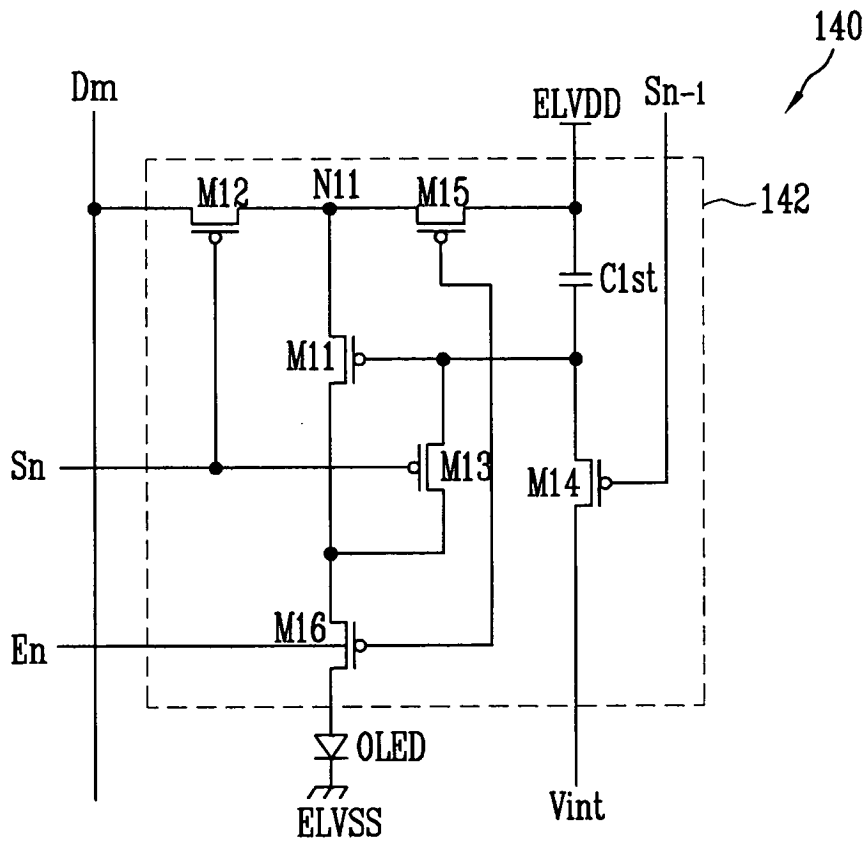 140
Dm
ELVDD
Sn-1
M12
N11
M15
142
C1st
M11
Sn
M13
M14
M16
En
OLED
ELVSS
Vint